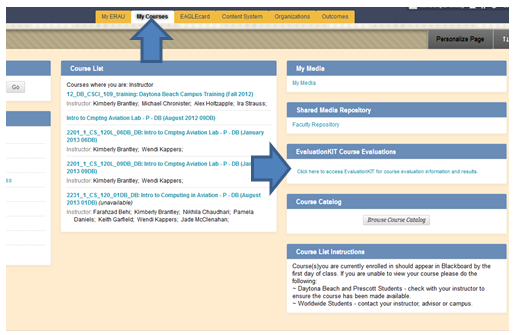 My ERAU My Courses EAGLEcard Content System Organizations Outcomes
Personalize Page
Go
Course List
Courses where you are: Instructor
12_DB_CSCI_109_training: Daytona Beach Campus Training (Fall 2012)
Instructor: Kimberly Brantley; Michael Chronister; Alex Holtzapple; Ira Strauss;
Intro to Cmptng Aviation Lab - P - DB (August 2012 09DB)
2201_1_CS_120L_06DB_DB: Intro to Cmptng Aviation Lab - P - DB (January
2013 06DB)
Instructor: Kimberly Brantley; Wendi Kappers;
2201_1_CS_120L_09DB_DB: Intro to Cmptng Aviation Lab - P - DB
2013 09DB)
Instructor: Kimberly Brantley; Wendi Kappers;
2231_1_CS_120_01DB_DB: Intro to Computing in Aviation - P - DB (August
2013 01DB) (unavailable)
Instructor: Farahzad Behi; Kimberly Brantley; Nikhila Chaudhari; Pamela
Daniels; Keith Garfield; Wendi Kappers; Jade McClenahan;
My Media
My Media
Shared Media Repository
Faculty Repository
EvaluationKIT Course Evaluations
Click here to access EvaluationKIT for course evaluation information and results.
Course Catalog
Browse Course Catalog
Course List Instructions
Course(s) you are currently enrolled in should appear in Blackboard by the
first day of class. If you are unable to view your course please do the
following:
~ Daytona Beach and Prescott Students - check with your instructor to
ensure the course has been made available.
~ Worldwide Students - contact your instructor, advisor or campus.